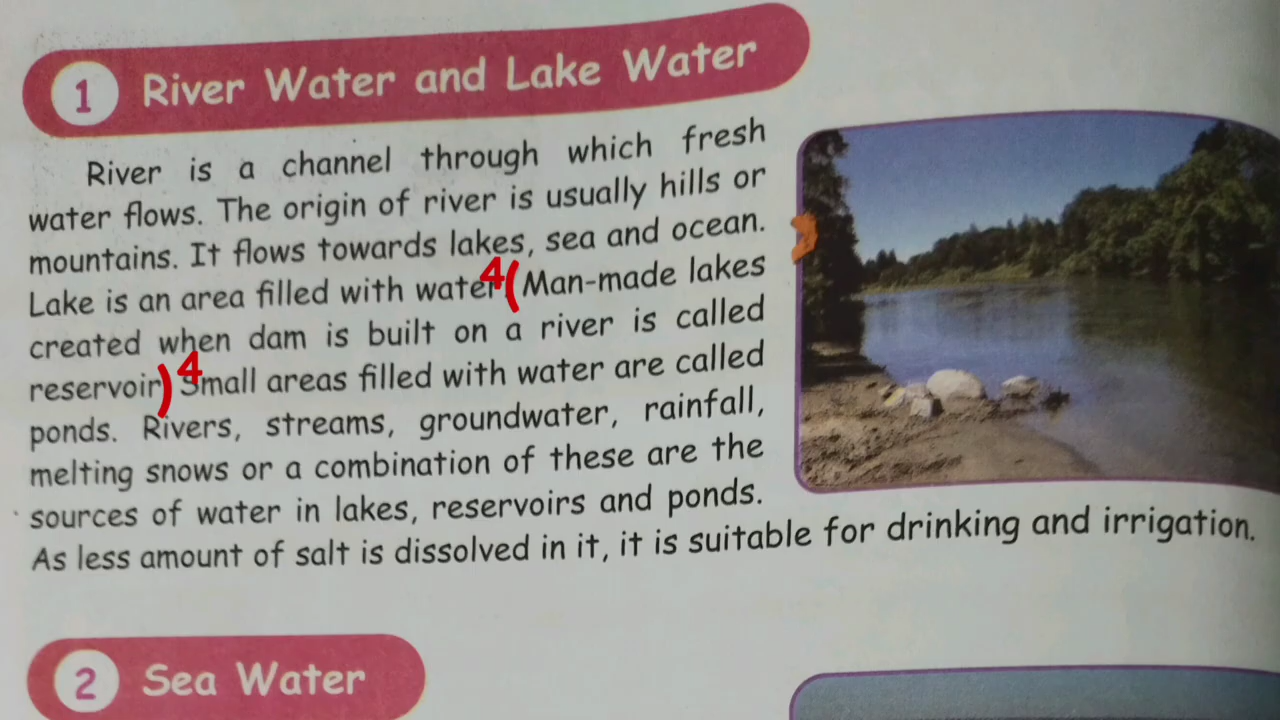 1 River Water and Lake Water
River is a channel through which fresh
water flows. The origin of river is usually hills or
mountains. It flows towards lakes, sea and ocean.
Lake is an area filled with water 4 (Man-made lakes
created when dam is built on a river is called
reservoir) 4 Small areas filled with water are called
ponds. Rivers, streams, groundwater, rainfall,
melting snows or a combination of these are the
sources of water in lakes, reservoirs and ponds.
As less amount of salt is dissolved in it, it is suitable for drinking and irrigation.
2 Sea Water